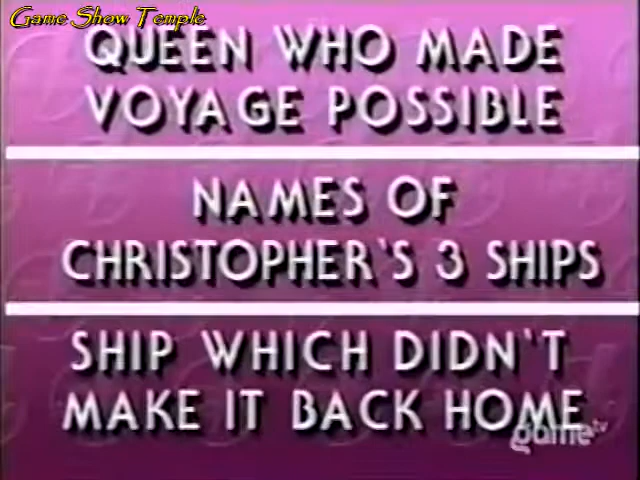 Game Show Temple
QUEEN WHO MADE
VOYAGE POSSIBLE
NAMES OF
CHRISTOPHER'S 3 SHIPS
SHIP WHICH DIDN'T
MAKE IT BACK HOME
game tv